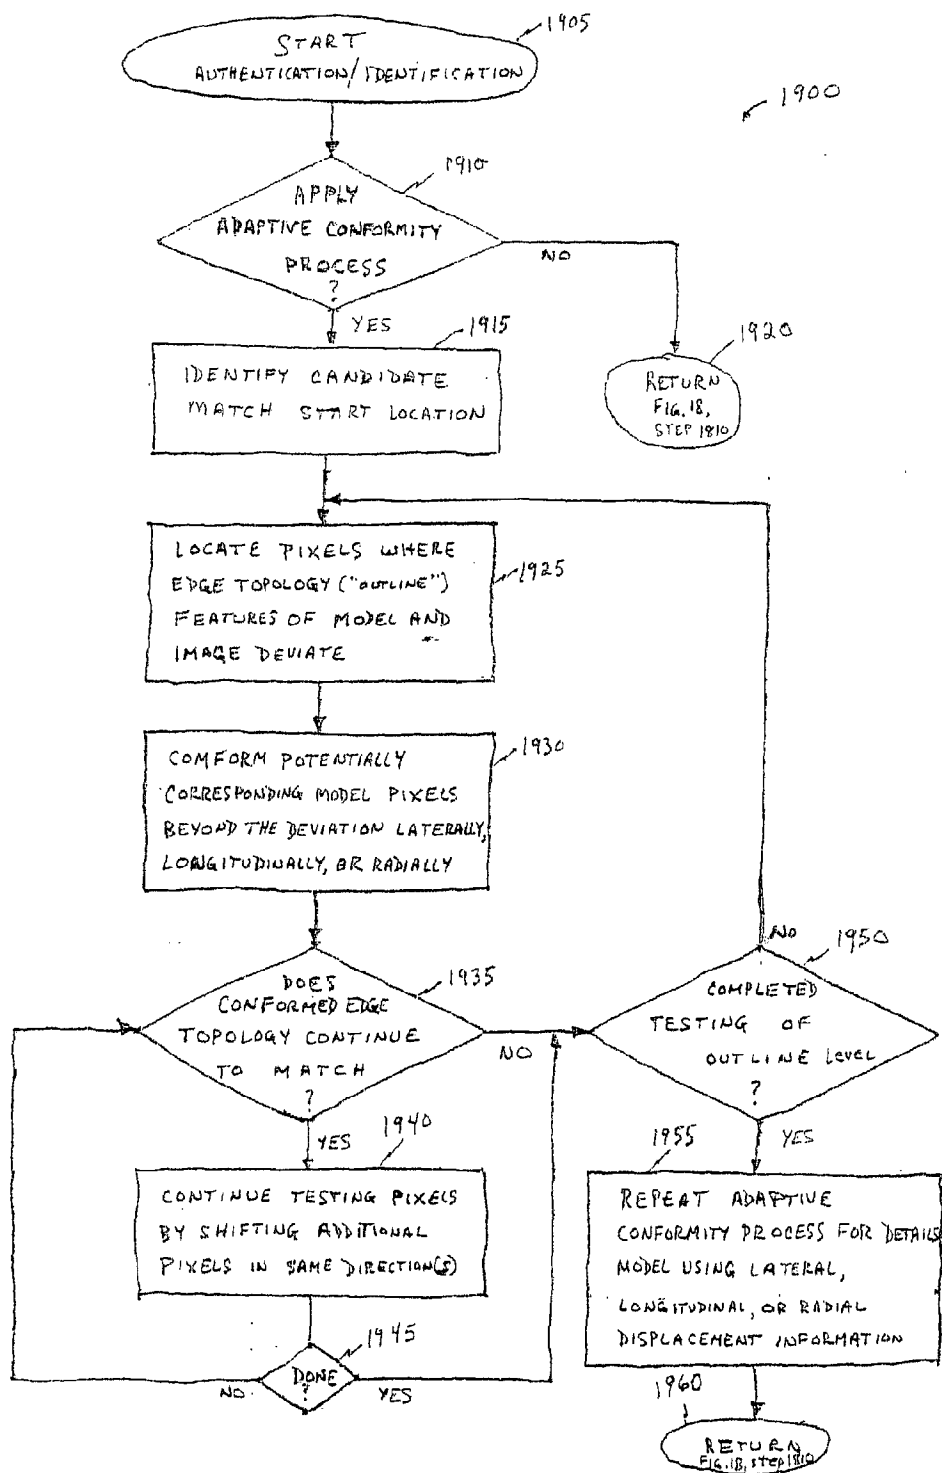 1905
START
AUTHENTICATION/IDENTIFICATION
1900
1910
APPLY
ADAPTIVE CONFORMITY
PROCESS
?
NO
YES
1915
IDENTIFY CANDIDATE
MATCH START LOCATION
1920
RETURN
FIG. 18,
STEP 1810
LOCATE PIXELS WHERE
EDGE TOPOLOGY ("OUTLINE")
FEATURES OF MODEL AND
IMAGE DEVIATE
1925
COMFORM POTENTIALLY
CORRESPONDING MODEL PIXELS
BEYOND THE DEVIATION LATERALLY,
LONGITUDINALLY, OR RADIALLY
1930
DOES
CONFORMED EDGE
TOPOLOGY CONTINUE
TO MATCH
?
1935
NO
YES
1940
CONTINUE TESTING PIXELS
BY SHIFTING ADDITIONAL
PIXELS IN SAME DIRECTION(S)
1945
DONE
?
NO
YES
NO
1950
COMPLETED
TESTING OF
OUTLINE LEVEL
?
YES
1955
REPEAT ADAPTIVE
CONFORMITY PROCESS FOR DETAILS
MODEL USING LATERAL,
LONGITUDINAL, OR RADIAL
DISPLACEMENT INFORMATION
1960
RETURN
FIG. 18, STEP 1810